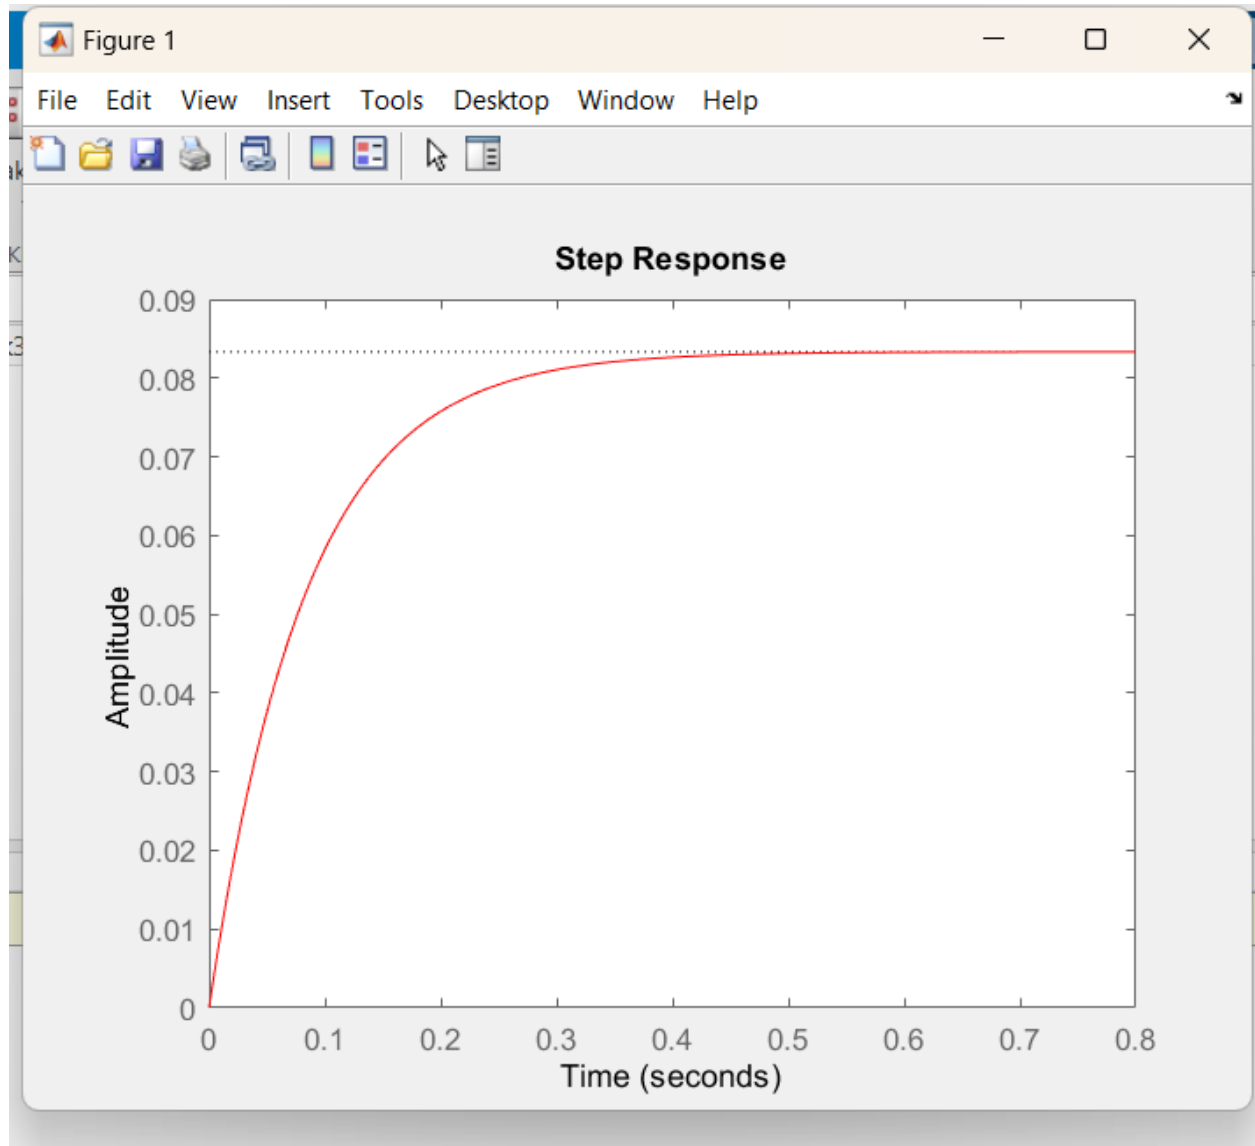 Figure 1
File Edit View Insert Tools Desktop Window Help
Step Response
0.09
0.08
0.07
0.06
0.05
0.04
0.03
0.02
0.01
0
Amplitude
0 0.1 0.2 0.3 0.4 0.5 0.6 0.7 0.8
Time (seconds)